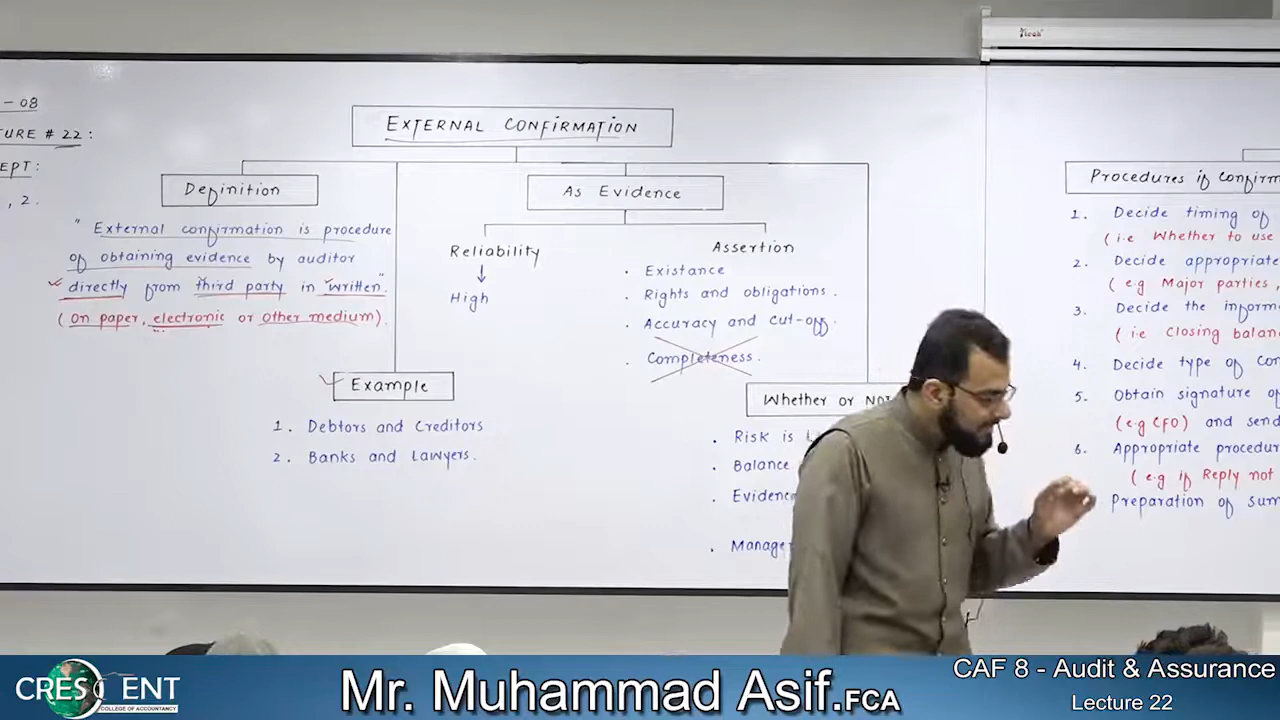 - 08
TURE # 22 :
EPT :
, 2 .
EXTERNAL CONFIRMATION
Definition
" External confirmation is procedure
of obtaining evidence by auditor
directly from third party in written. "
( On paper, electronic or other medium).
Example
1. Debtors and Creditors
2. Banks and Lawyers.
As Evidence
Reliability
High
Assertion
. Existance
. Rights and obligations.
. Accuracy and Cut-off.
. Completeness.
Whether or NOT
. Risk is
. Balance
. Evidence
. Manage
Procedures if confirm
1. Decide timing of
( i.e Whether to use
2. Decide appropriate
( e.g Major parties,
3. Decide the inform
( i.e Closing balan
4. Decide type of con
5. Obtain signature of
( e.g CFO) and send
6. Appropriate procedur
( e.g if Reply not
Preparation of sum
CRESCENT
COLLEGE OF ACCOUNTANCY
Mr. Muhammad Asif.FCA
CAF 8 - Audit & Assurance
Lecture 22